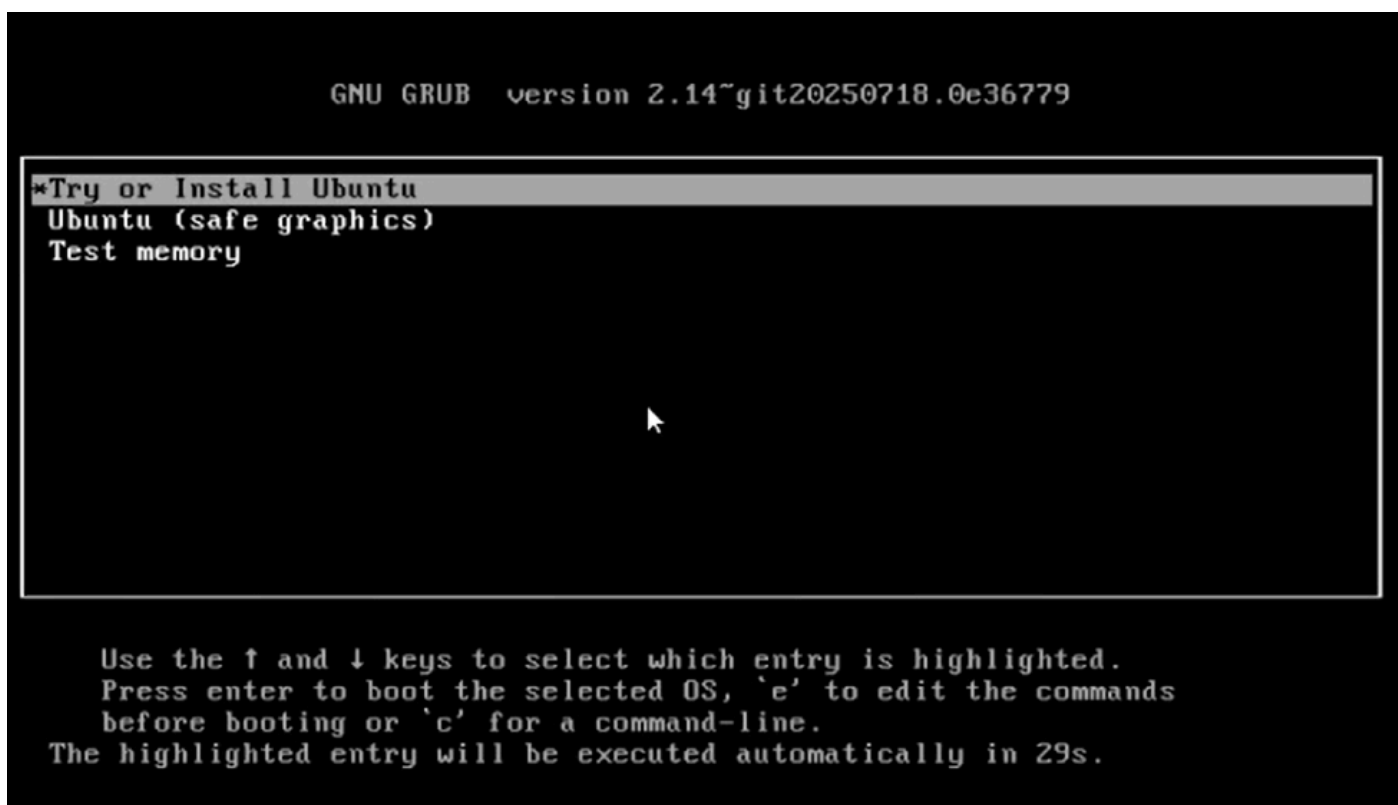 GNU GRUB version 2.14~git20250718.0e36779
*Try or Install Ubuntu
Ubuntu (safe graphics)
Test memory
Use the ↑ and ↓ keys to select which entry is highlighted.
Press enter to boot the selected OS, `e' to edit the commands
before booting or `c' for a command-line.
The highlighted entry will be executed automatically in 29s.